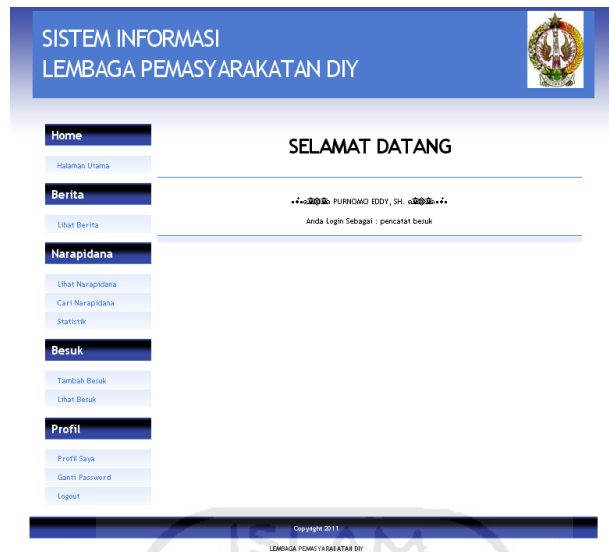 SISTEM INFORMASI
LEMBAGA PEMASYARAKATAN DIY
Home
Halaman Utama
Berita
Lihat Berita
Narapidana
Lihat Narapidana
Cari Narapidana
Statistik
Besuk
Tambah Besuk
Lihat Besuk
Profil
Profil Saya
Ganti Password
Logout
SELAMAT DATANG
PURNOMO EDDY, SH.
Anda Login Sebagai : pencatat besuk
Copyright 2011
LEMBAGA PEMASYARAKATAN DIY
ISLAM